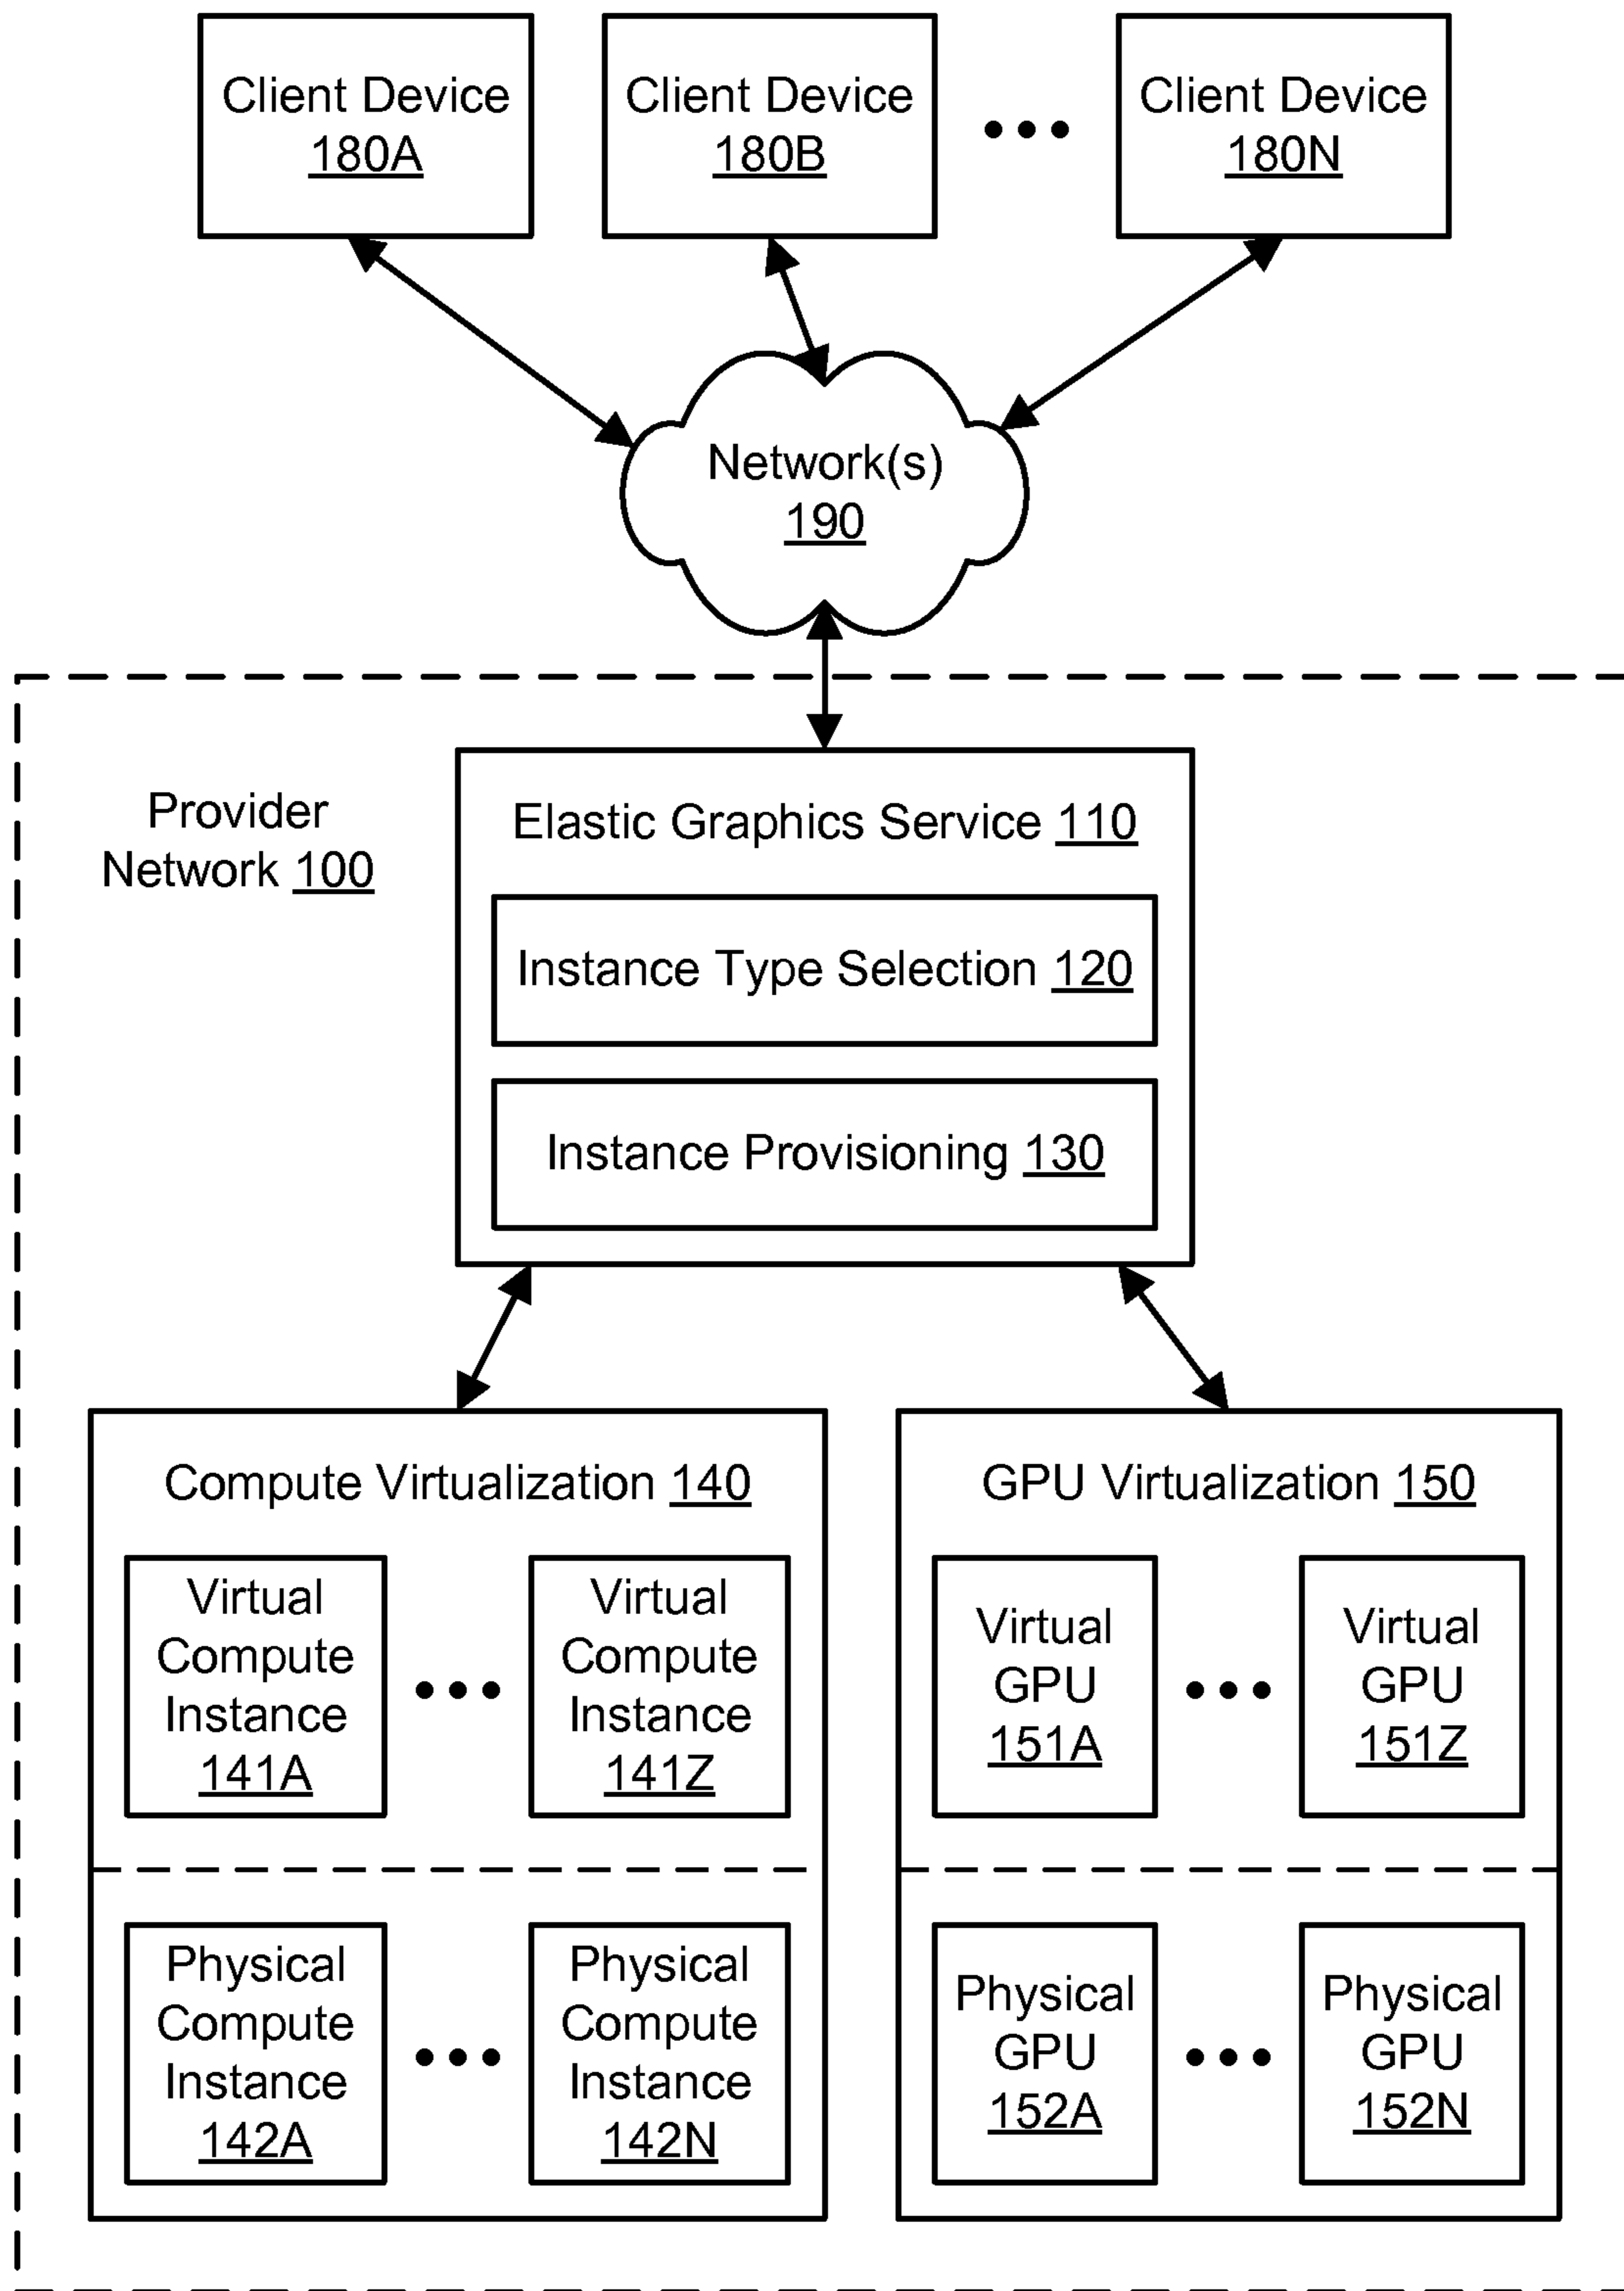 Client Device
180A
Client Device
180B
Client Device
180N
Network(s)
190
Provider
Network 100
Elastic Graphics Service 110
Instance Type Selection 120
Instance Provisioning 130
Compute Virtualization 140
Virtual
Compute
Instance
141A
Virtual
Compute
Instance
141Z
Physical
Compute
Instance
142A
Physical
Compute
Instance
142N
GPU Virtualization 150
Virtual
GPU
151A
Virtual
GPU
151Z
Physical
GPU
152A
Physical
GPU
152N